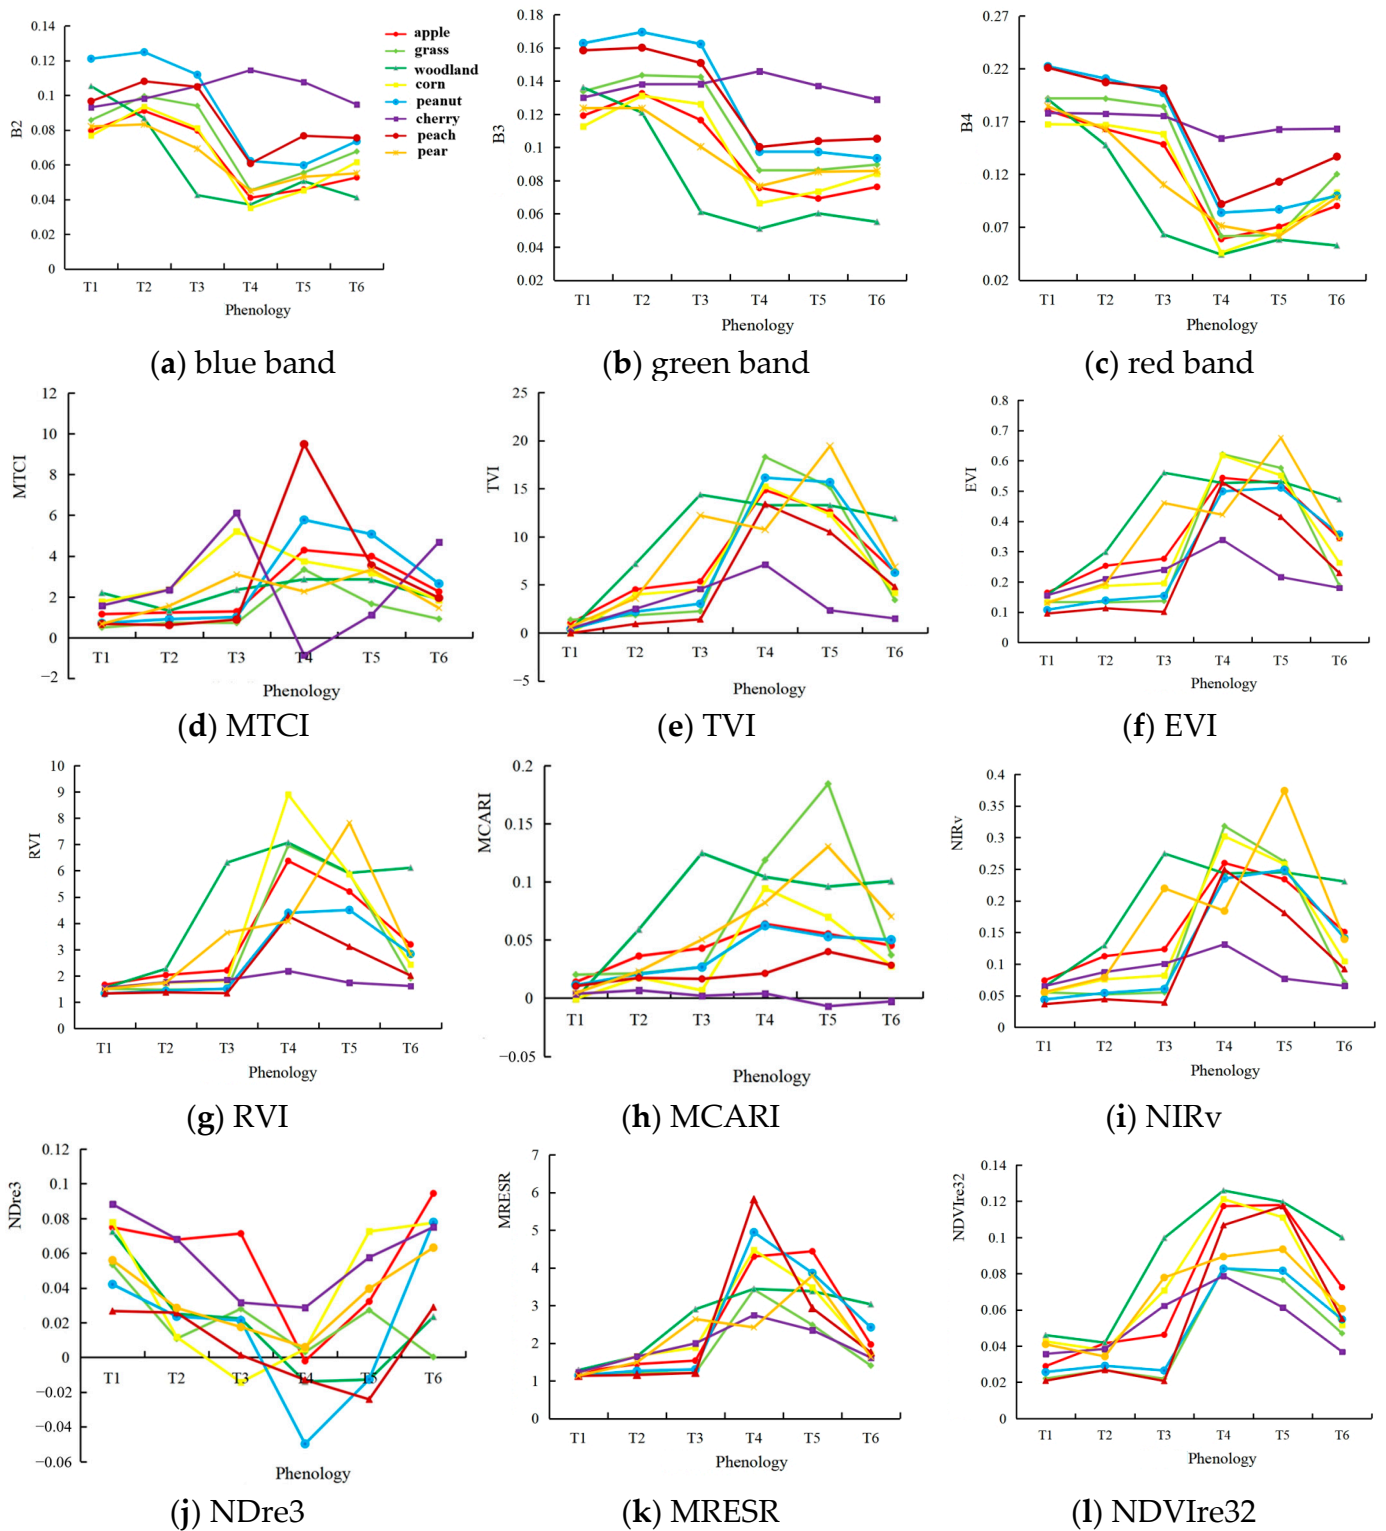 0.14
0.12
0.1
0.08
0.06
0.04
0.02
0
B2
T1 T2 T3 T4 T5 T6
Phenology
apple
grass
woodland
corn
peanut
cherry
peach
pear
(a) blue band
0.18
0.16
0.14
0.12
0.1
0.08
0.06
0.04
0.02
B3
T1 T2 T3 T4 T5 T6
Phenology
(b) green band
0.27
0.22
0.17
0.12
0.07
0.02
B4
T1 T2 T3 T4 T5 T6
Phenology
(c) red band
12
10
8
6
4
2
0
−2
MTCI
T1 T2 T3 T4 T5 T6
Phenology
(d) MTCI
25
20
15
10
5
0
−5
TVI
T1 T2 T3 T4 T5 T6
Phenology
(e) TVI
0.8
0.7
0.6
0.5
0.4
0.3
0.2
0.1
0
EVI
T1 T2 T3 T4 T5 T6
Phenology
(f) EVI
10
9
8
7
6
5
4
3
2
1
0
RVI
T1 T2 T3 T4 T5 T6
Phenology
(g) RVI
0.2
0.15
0.1
0.05
0
−0.05
MCARI
T1 T2 T3 T4 T5 T6
Phenology
(h) MCARI
0.4
0.35
0.3
0.25
0.2
0.15
0.1
0.05
0
NIRv
T1 T2 T3 T4 T5 T6
Phenology
(i) NIRv
0.12
0.1
0.08
0.06
0.04
0.02
0
−0.02
−0.04
−0.06
NDre3
T1 T2 T3 T4 T5 T6
Phenology
(j) NDre3
7
6
5
4
3
2
1
0
MRESR
T1 T2 T3 T4 T5 T6
Phenology
(k) MRESR
0.14
0.12
0.1
0.08
0.06
0.04
0.02
0
NDVIre32
T1 T2 T3 T4 T5 T6
Phenology
(l) NDVIre32